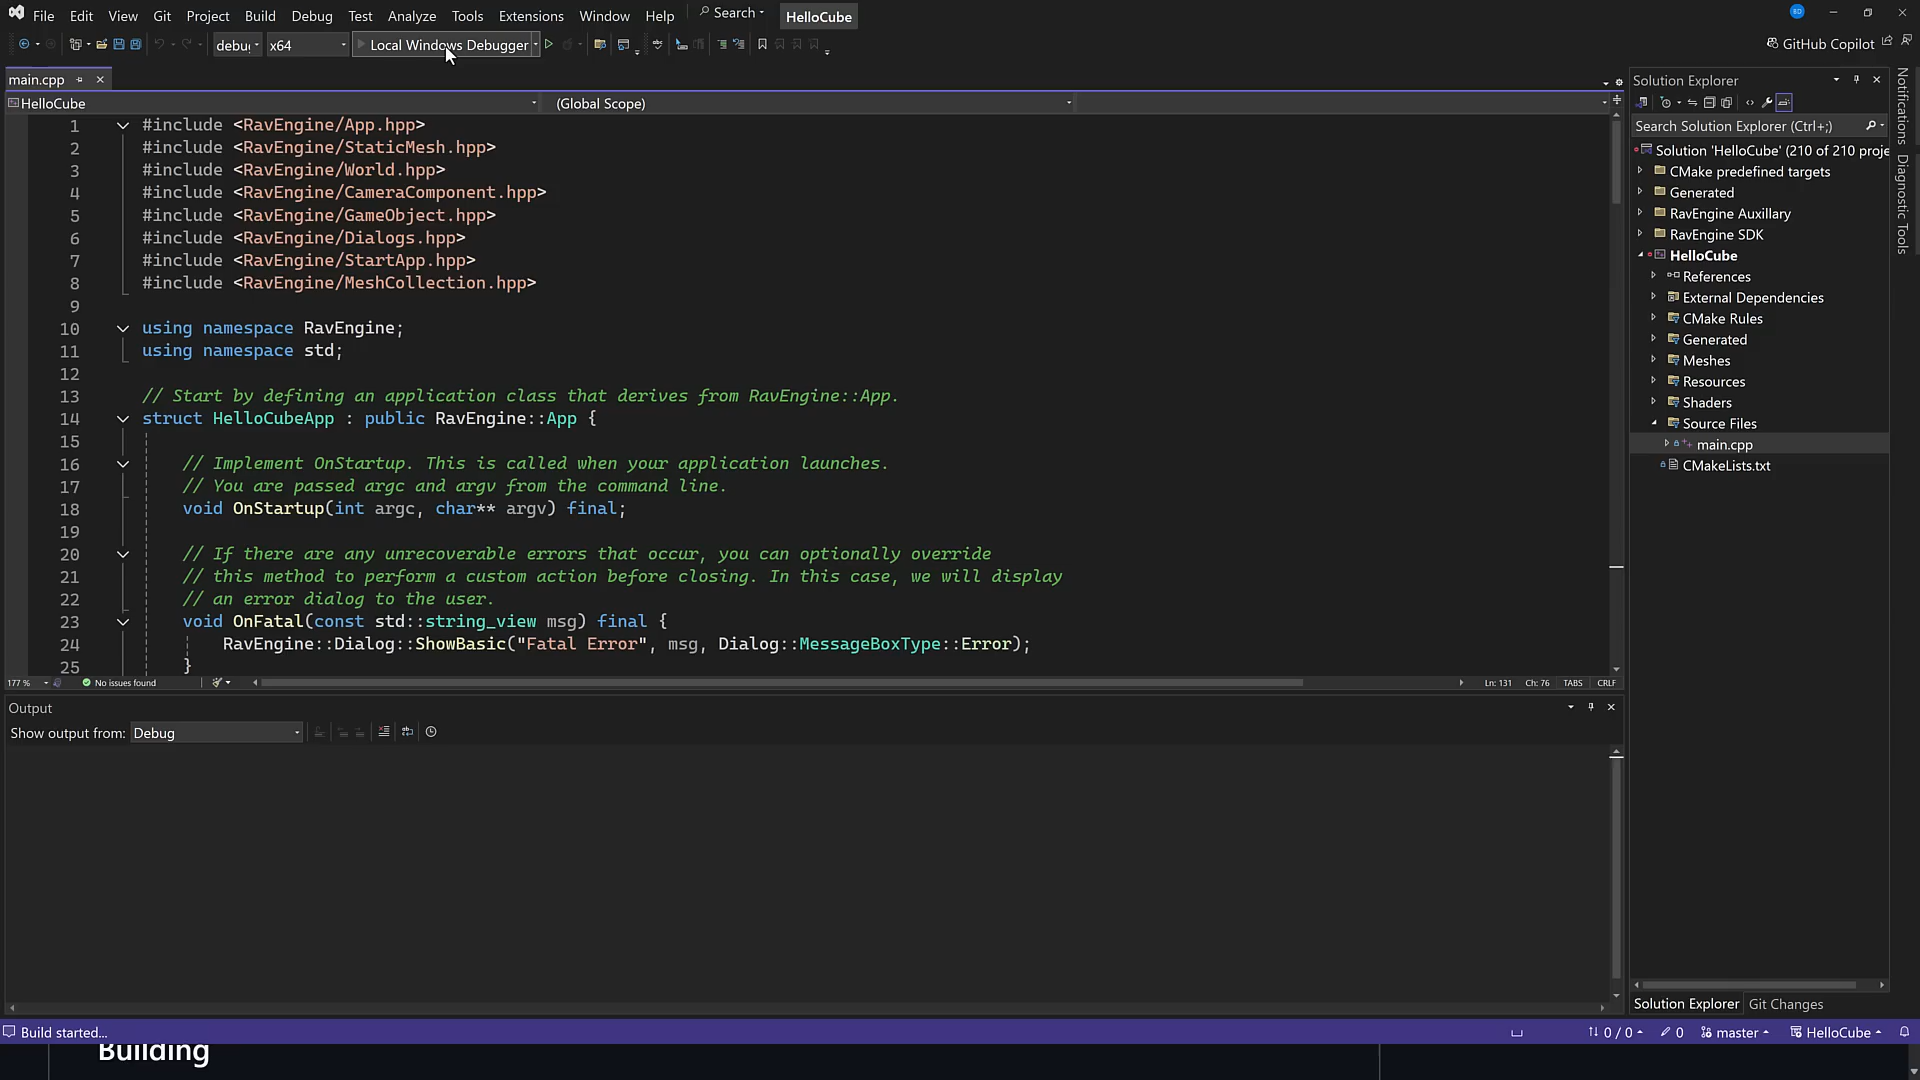 File Edit View Git Project Build Debug Test Analyze Tools Extensions Window Help Search HelloCube
debug x64 Local Windows Debugger GitHub Copilot
main.cpp
HelloCube (Global Scope)
1 #include <RavEngine/App.hpp>
2 #include <RavEngine/StaticMesh.hpp>
3 #include <RavEngine/World.hpp>
4 #include <RavEngine/CameraComponent.hpp>
5 #include <RavEngine/GameObject.hpp>
6 #include <RavEngine/Dialogs.hpp>
7 #include <RavEngine/StartApp.hpp>
8 #include <RavEngine/MeshCollection.hpp>
9
10 using namespace RavEngine;
11 using namespace std;
12
13 // Start by defining an application class that derives from RavEngine::App.
14 struct HelloCubeApp : public RavEngine::App {
15
16 // Implement OnStartup. This is called when your application launches.
17 // You are passed argc and argv from the command line.
18 void OnStartup(int argc, char** argv) final;
19
20 // If there are any unrecoverable errors that occur, you can optionally override
21 // this method to perform a custom action before closing. In this case, we will display
22 // an error dialog to the user.
23 void OnFatal(const std::string_view msg) final {
24 RavEngine::Dialog::ShowBasic("Fatal Error", msg, Dialog::MessageBoxType::Error);
25 }
177 % No issues found Ln: 131 Ch: 76 TABS CRLF
Output
Show output from: Debug
Solution Explorer
Search Solution Explorer (Ctrl+;)
Solution 'HelloCube' (210 of 210 proje
CMake predefined targets
Generated
RavEngine Auxillary
RavEngine SDK
HelloCube
References
External Dependencies
CMake Rules
Generated
Meshes
Resources
Shaders
Source Files
main.cpp
CMakeLists.txt
Solution Explorer Git Changes
Notifications
Diagnostic Tools
Build started... 0 / 0 0 master HelloCube
Building